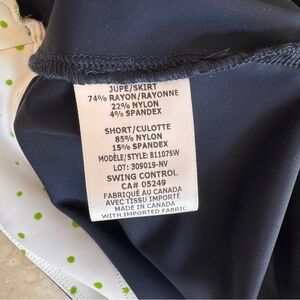 JUPE/SKIRT
74% RAYON/RAYONNE
22% NYLON
4% SPANDEX
SHORT/CULOTTE
85% NYLON
15% SPANDEX
MODÈLE/STYLE: B1107SW
LOT: 309019-NV
SWING CONTROL
CA# 05249
FABRIQUÉ AU CANADA
AVEC TISSU IMPORTÉ
MADE IN CANADA
WITH IMPORTED FABRIC